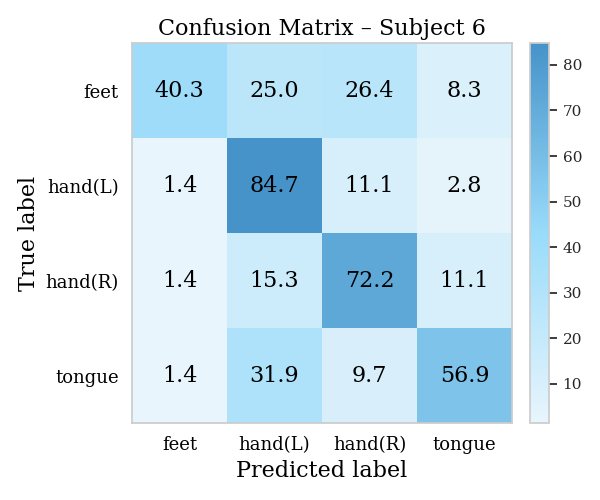 Confusion Matrix – Subject 6
feet 40.3 25.0 26.4 8.3
hand(L) 1.4 84.7 11.1 2.8
hand(R) 1.4 15.3 72.2 11.1
tongue 1.4 31.9 9.7 56.9
feet hand(L) hand(R) tongue
Predicted label
True label
80
70
60
50
40
30
20
10